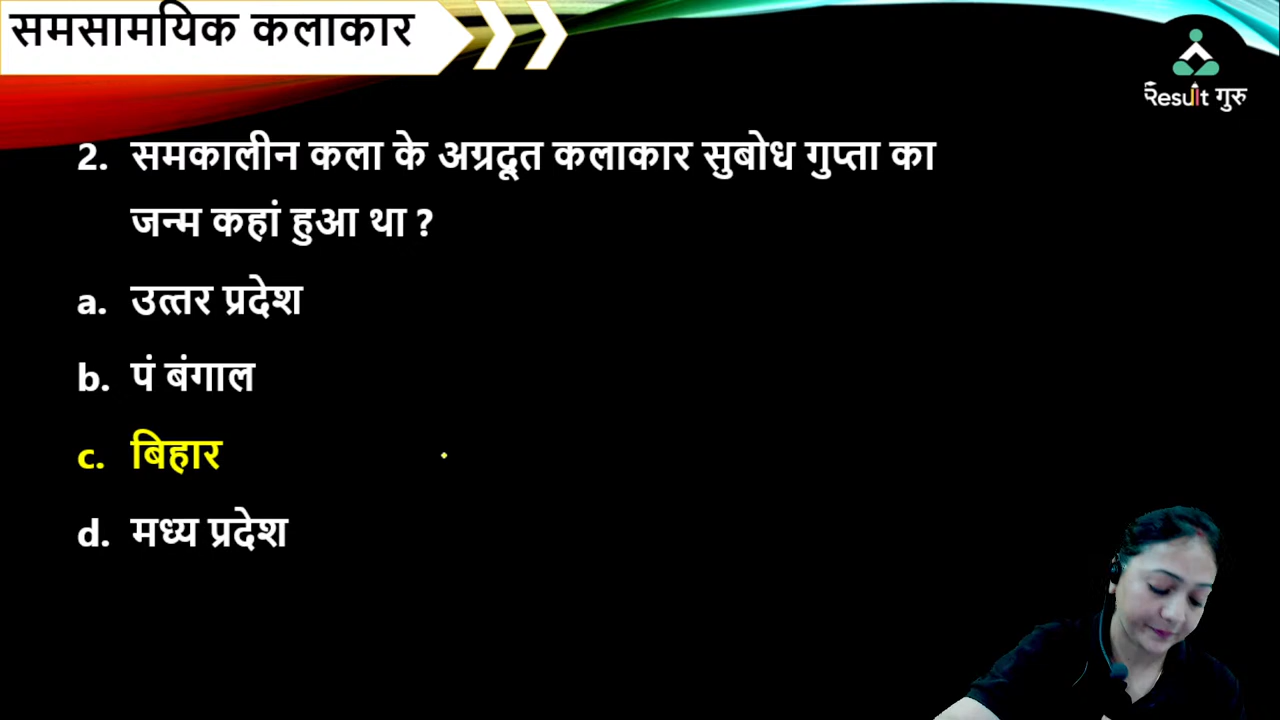 समसामयिक कलाकार
Result गुरु
2. समकालीन कला के अग्रदूत कलाकार सुबोध गुप्ता का
जन्म कहां हुआ था ?
a. उत्तर प्रदेश
b. पं बंगाल
c. बिहार
d. मध्य प्रदेश